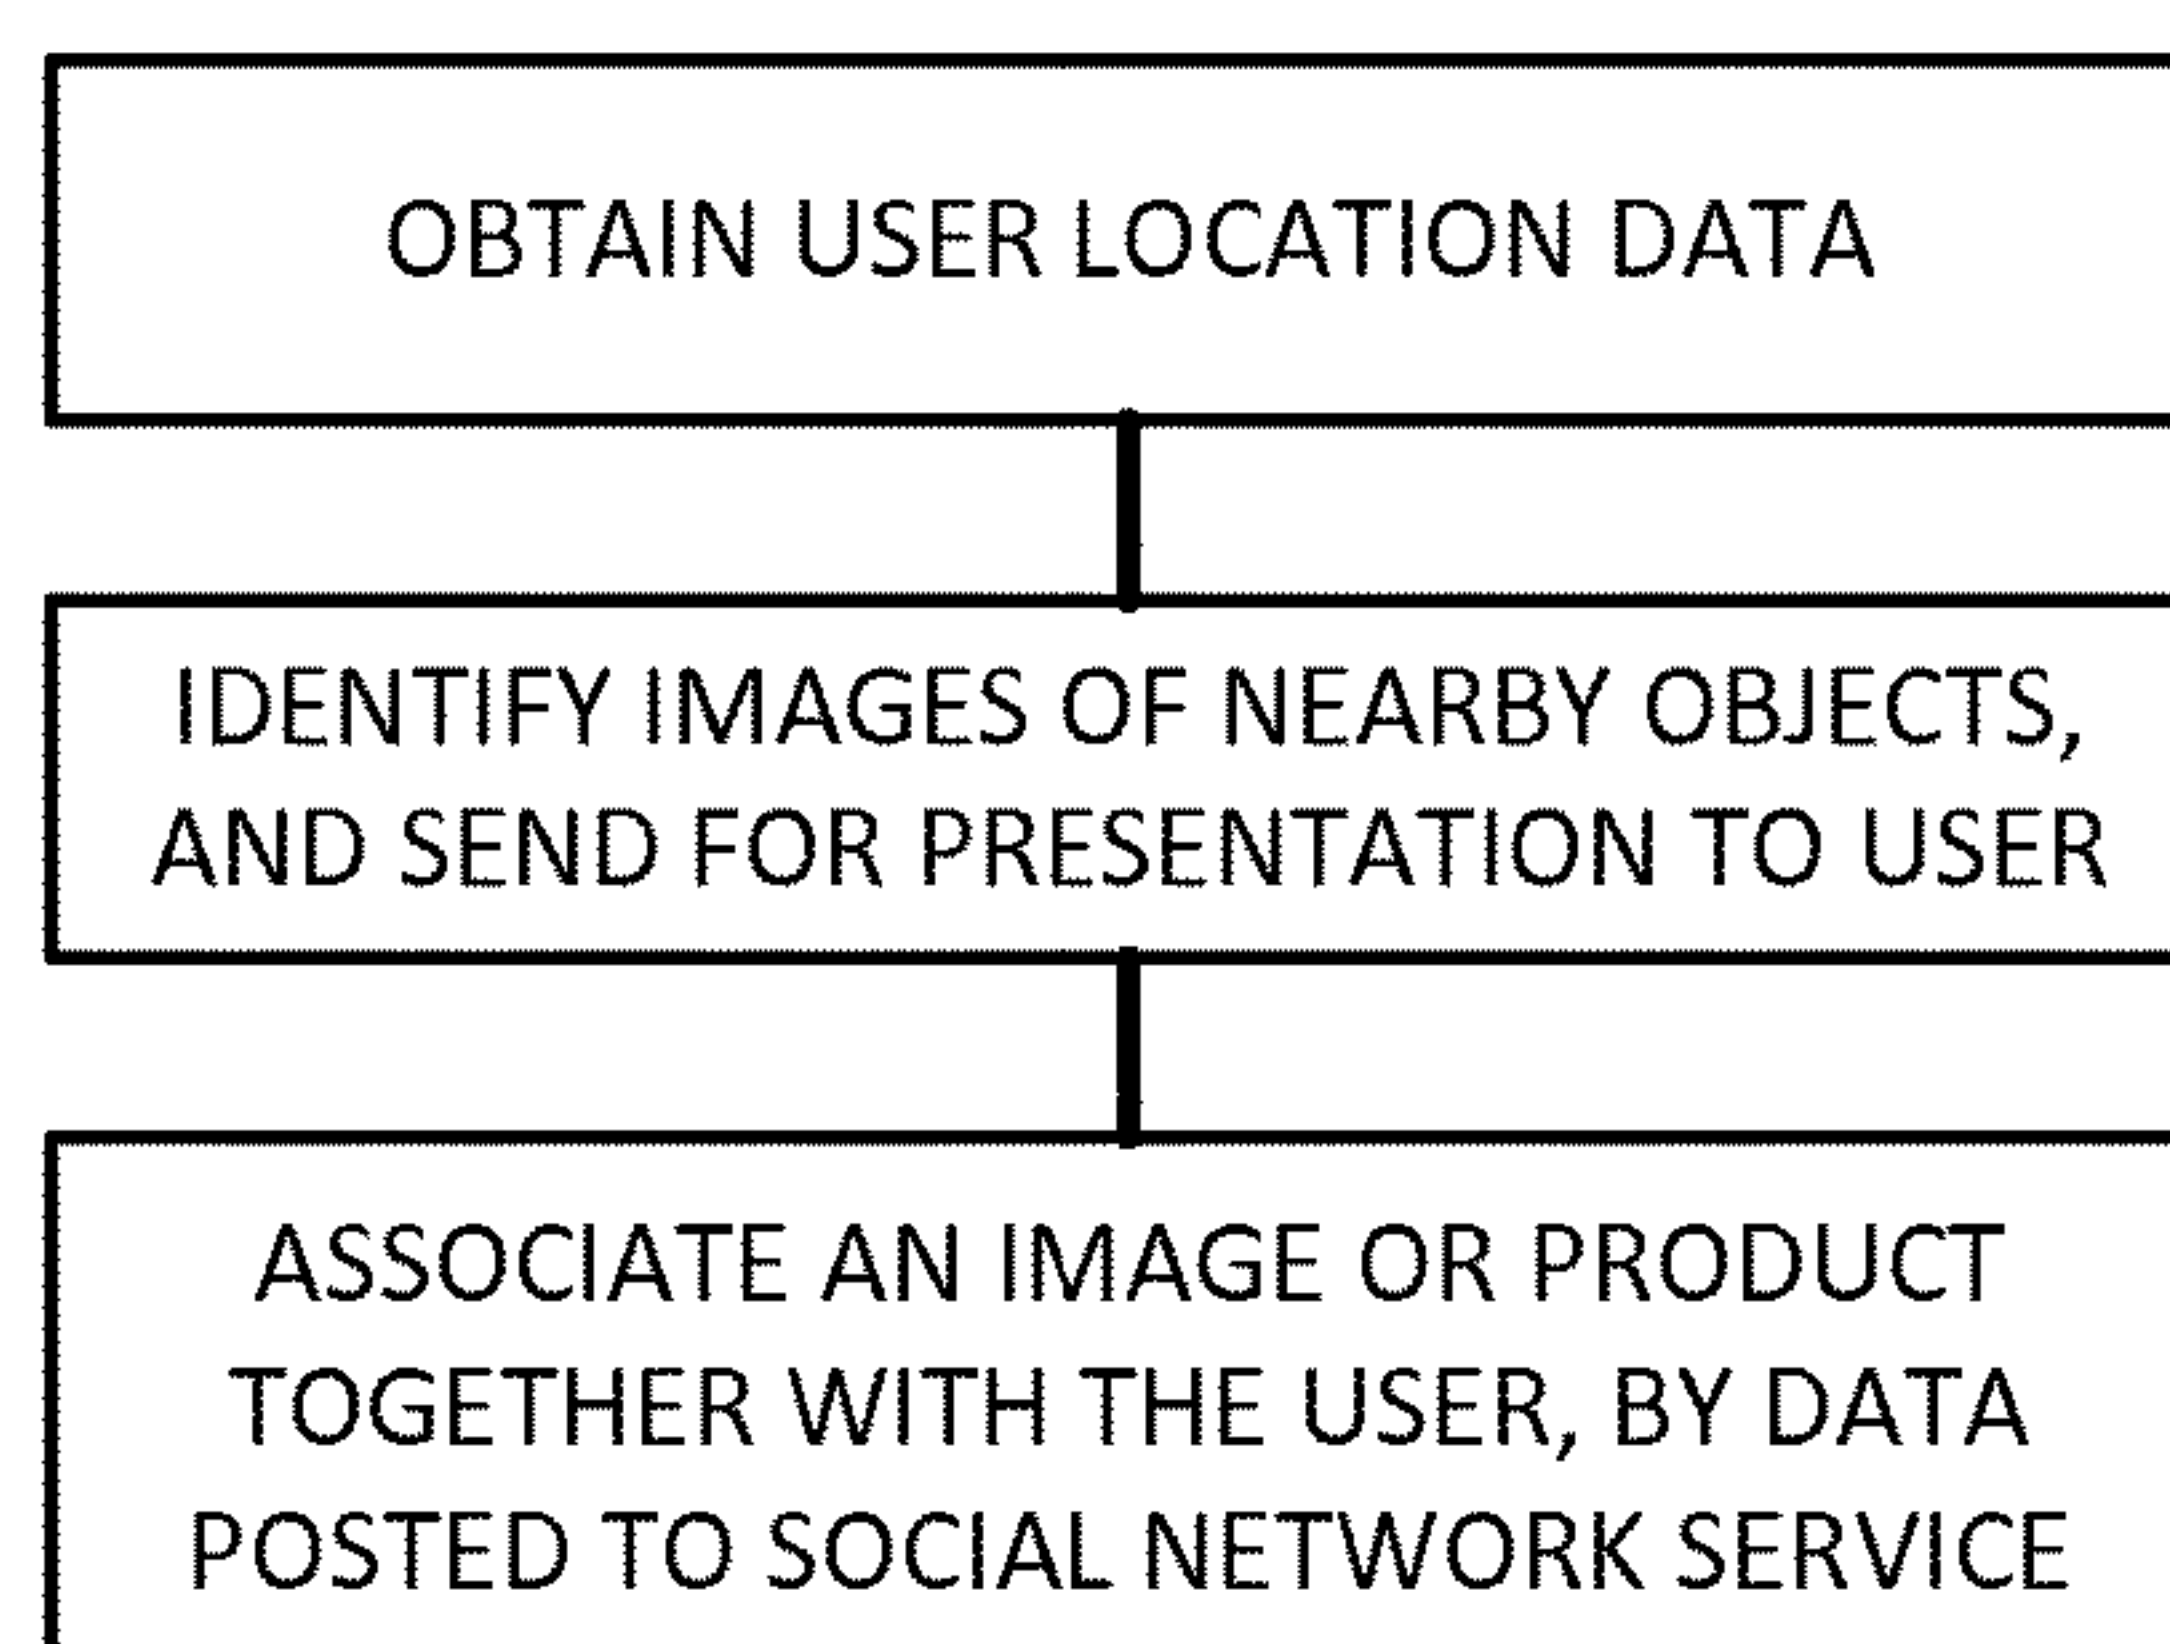 OBTAIN USER LOCATION DATA
IDENTIFY IMAGES OF NEARBY OBJECTS,
AND SEND FOR PRESENTATION TO USER
ASSOCIATE AN IMAGE OR PRODUCT
TOGETHER WITH THE USER, BY DATA
POSTED TO SOCIAL NETWORK SERVICE